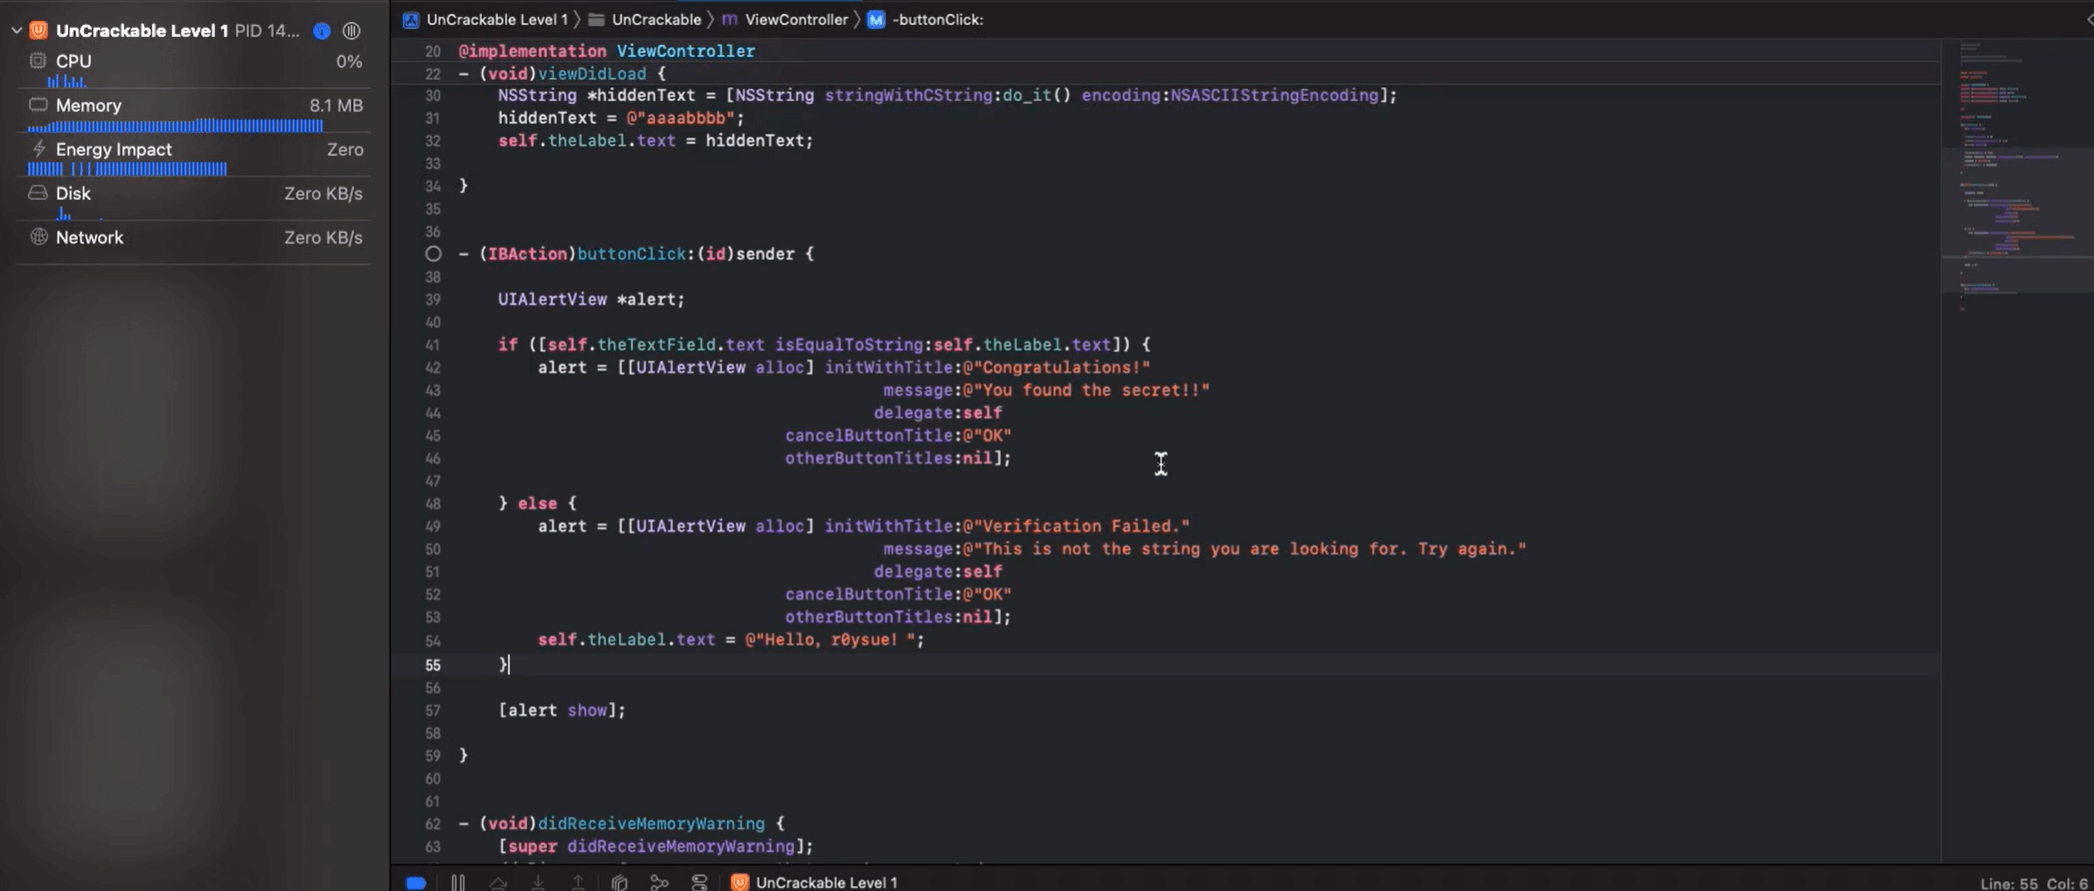 UnCrackable Level 1 PID 14...
CPU 0%
Memory 8.1 MB
Energy Impact Zero
Disk Zero KB/s
Network Zero KB/s
UnCrackable Level 1 〉 UnCrackable 〉 m ViewController 〉 M -buttonClick:
20 @implementation ViewController
22 - (void)viewDidLoad {
30 NSString *hiddenText = [NSString stringWithCString:do_it() encoding:NSASCIIStringEncoding];
31 hiddenText = @"aaaabbbb";
32 self.theLabel.text = hiddenText;
33
34 }
35
36
- (IBAction)buttonClick:(id)sender {
38
39 UIAlertView *alert;
40
41 if ([self.theTextField.text isEqualToString:self.theLabel.text]) {
42 alert = [[UIAlertView alloc] initWithTitle:@"Congratulations!"
43 message:@"You found the secret!!"
44 delegate:self
45 cancelButtonTitle:@"OK"
46 otherButtonTitles:nil];
47
48 } else {
49 alert = [[UIAlertView alloc] initWithTitle:@"Verification Failed."
50 message:@"This is not the string you are looking for. Try again."
51 delegate:self
52 cancelButtonTitle:@"OK"
53 otherButtonTitles:nil];
54 self.theLabel.text = @"Hello, r0ysue! ";
55 }
56
57 [alert show];
58
59 }
60
61
62 - (void)didReceiveMemoryWarning {
63 [super didReceiveMemoryWarning];
UnCrackable Level 1
Line: 55 Col: 6